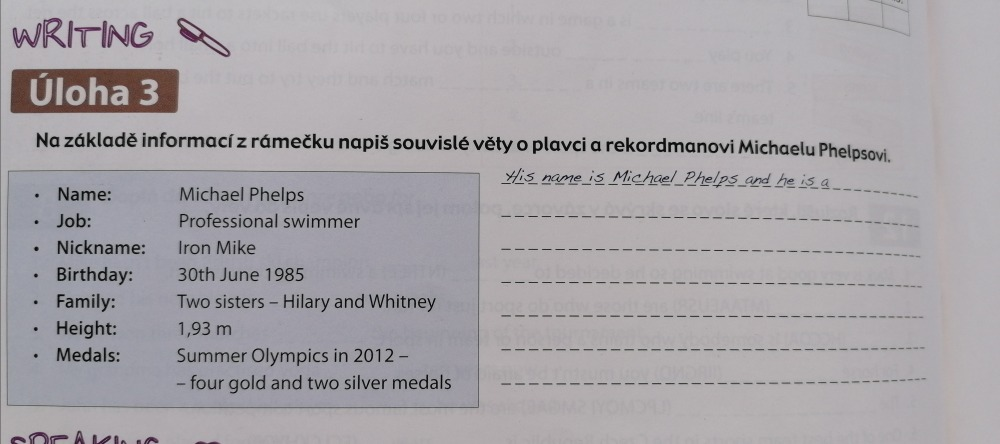 WRITING
Úloha 3
Na základě informací z rámečku napiš souvislé věty o plavci a rekordmanovi Michaelu Phelpsovi.
• Name: Michael Phelps
• Job: Professional swimmer
• Nickname: Iron Mike
• Birthday: 30th June 1985
• Family: Two sisters – Hilary and Whitney
• Height: 1,93 m
• Medals: Summer Olympics in 2012 –
– four gold and two silver medals
His name is Michael Phelps and he is a
SPEAKING